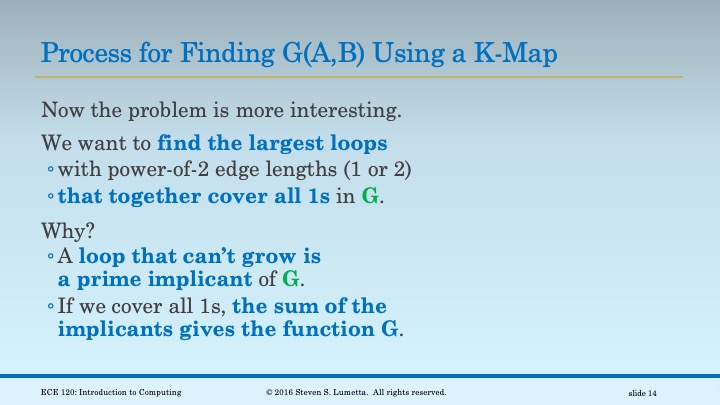 Process for Finding G(A,B) Using a K-Map
Now the problem is more interesting.
We want to find the largest loops
◦with power-of-2 edge lengths (1 or 2)
◦that together cover all 1s in G.
Why?
◦A loop that can’t grow is
a prime implicant of G.
◦If we cover all 1s, the sum of the
implicants gives the function G.
ECE 120: Introduction to Computing
© 2016 Steven S. Lumetta. All rights reserved.
slide 14